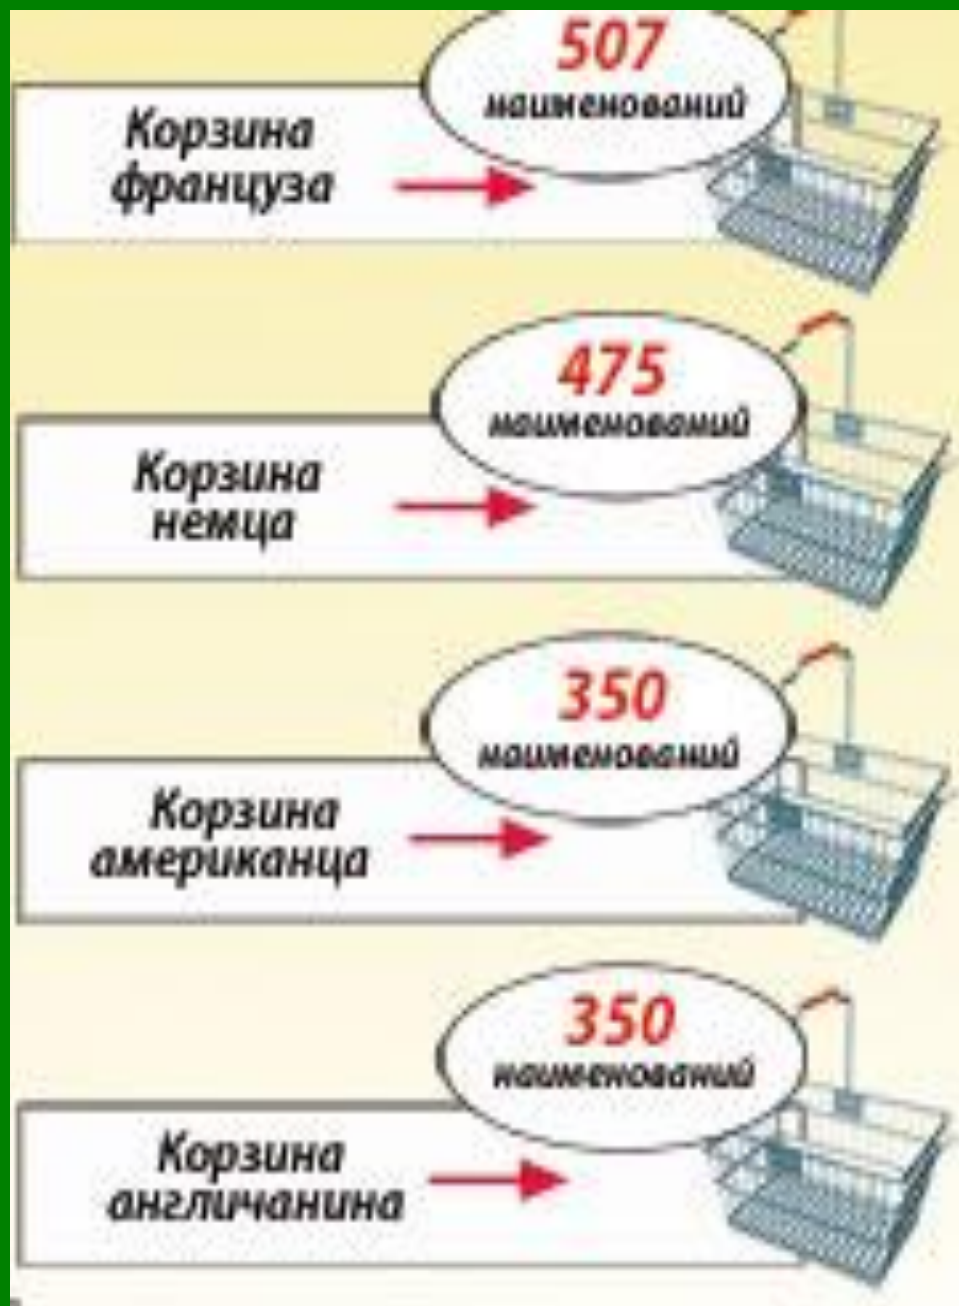 507
наименований
Корзина
француза
475
наименований
Корзина
немца
350
наименований
Корзина
американца
350
наименований
Корзина
англичанина